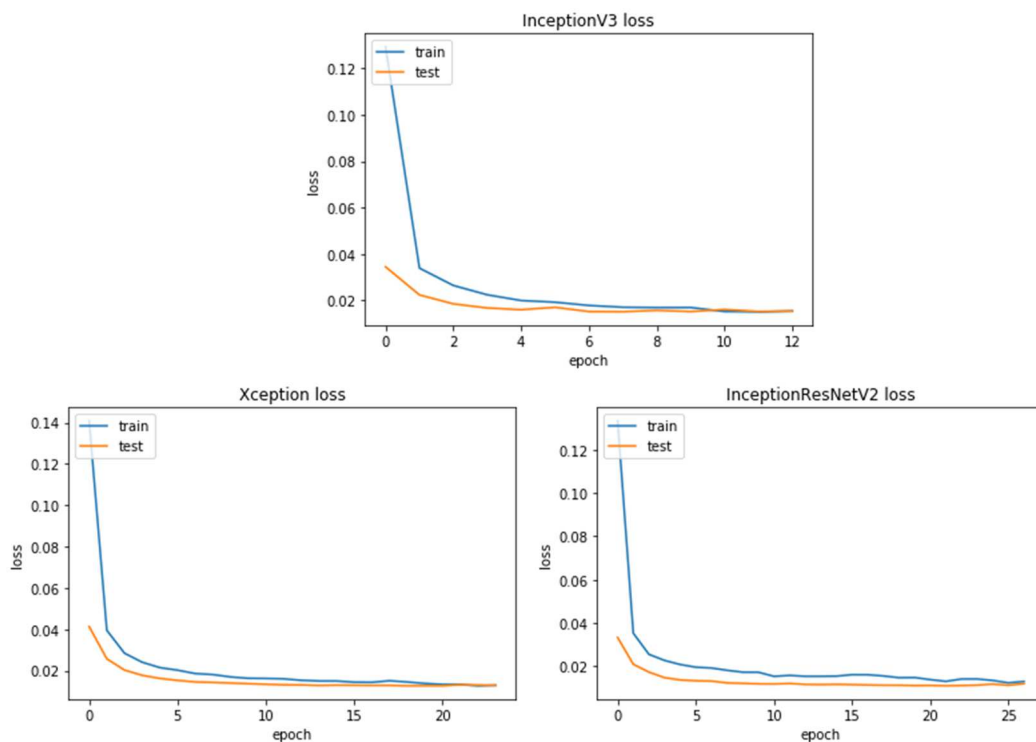 InceptionV3 loss
train
test
0.12
0.10
0.08
0.06
0.04
0.02
loss
0 2 4 6 8 10 12
epoch
Xception loss
train
test
0.14
0.12
0.10
0.08
0.06
0.04
0.02
loss
0 5 10 15 20
epoch
InceptionResNetV2 loss
train
test
0.12
0.10
0.08
0.06
0.04
0.02
loss
0 5 10 15 20 25
epoch